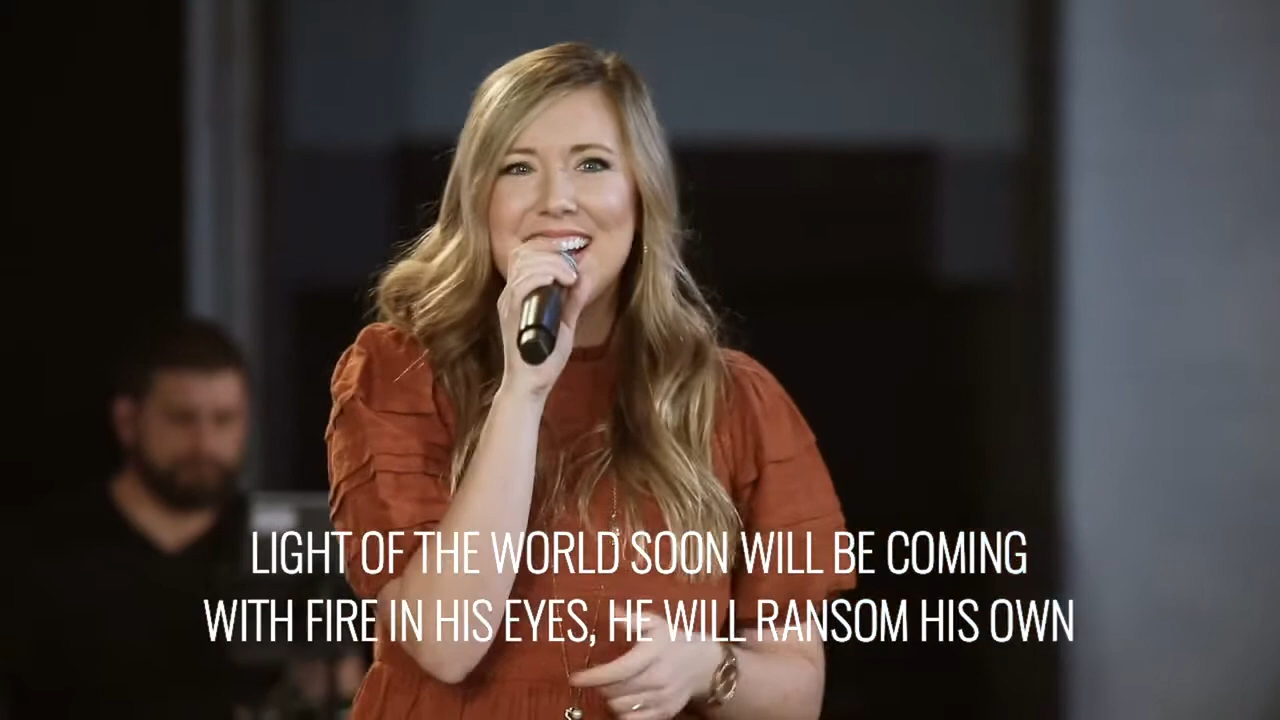 LIGHT OF THE WORLD SOON WILL BE COMING
WITH FIRE IN HIS EYES, HE WILL RANSOM HIS OWN